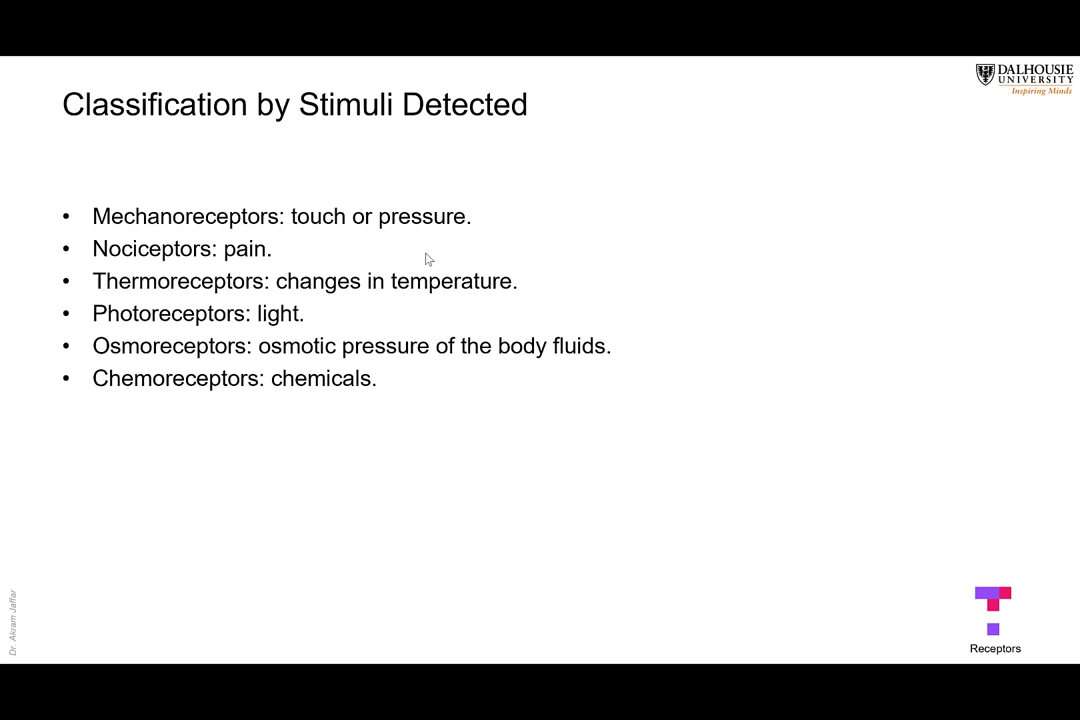 DALHOUSIE
UNIVERSITY
Inspiring Minds
Classification by Stimuli Detected
• Mechanoreceptors: touch or pressure.
• Nociceptors: pain.
• Thermoreceptors: changes in temperature.
• Photoreceptors: light.
• Osmoreceptors: osmotic pressure of the body fluids.
• Chemoreceptors: chemicals.
Dr. Akram Jaffar
Receptors